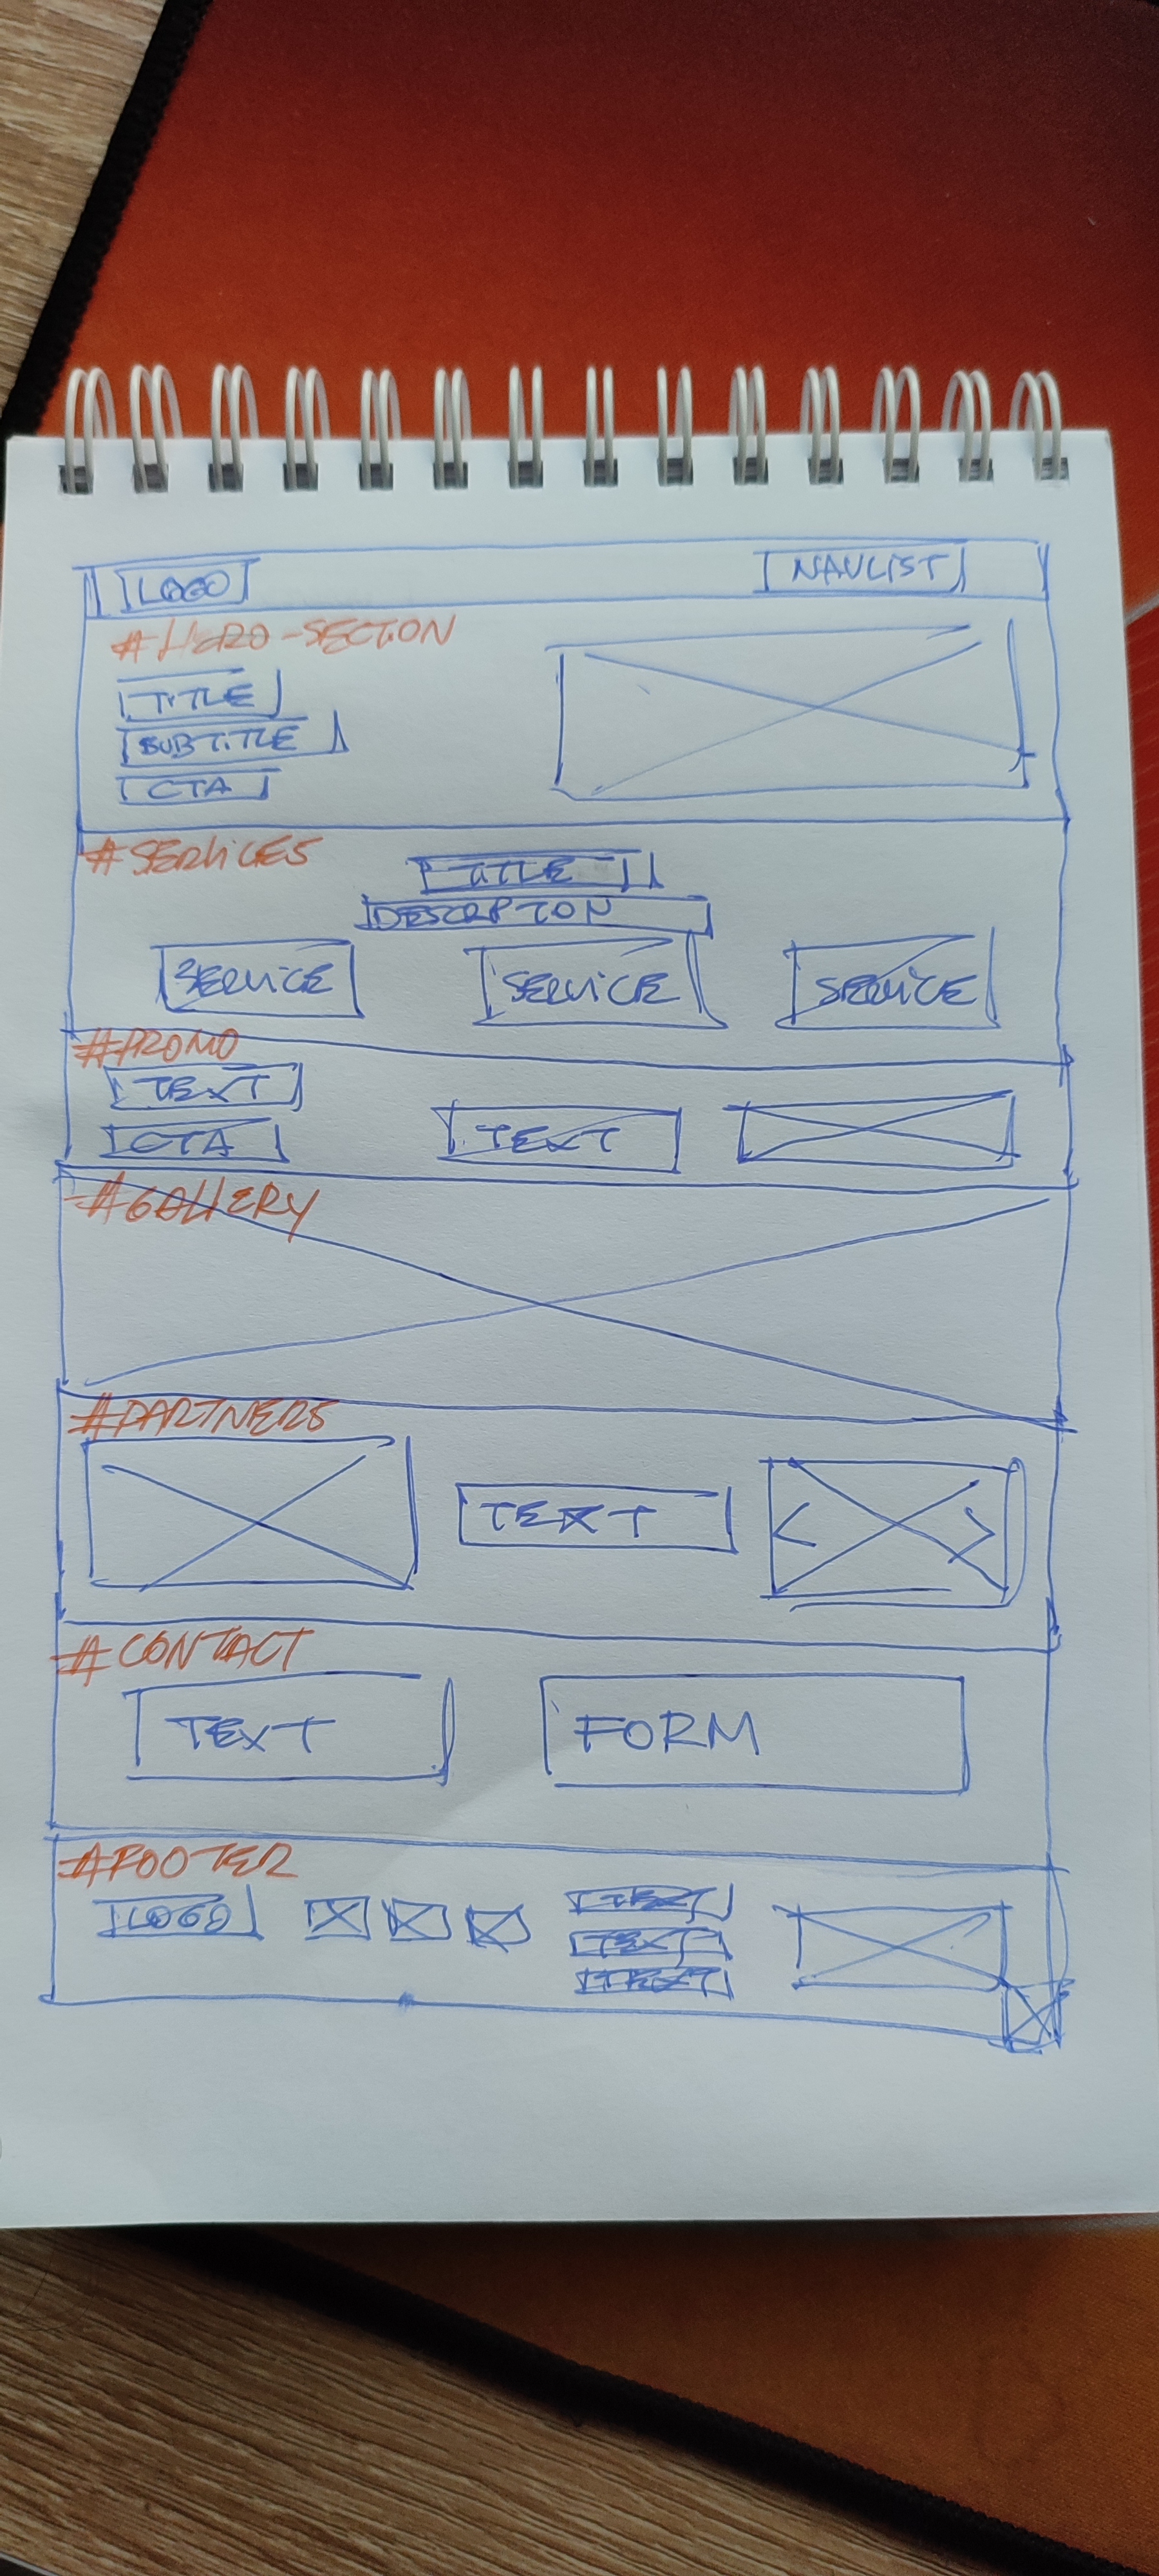 LOGO NAVLIST
#HERO-SECTION
TITLE
SUBTITLE
CTA
#SERVICES
TITLE
DESCRPTON
SERVICE SERVICE SERVICE
#PROMO
TEXT
CTA TEXT
#GALLERY
#PARTNERS
< TEXT >
#CONTACT
TEXT FORM
#FOOTER
LOGO TEXT
TEXT
TEXT